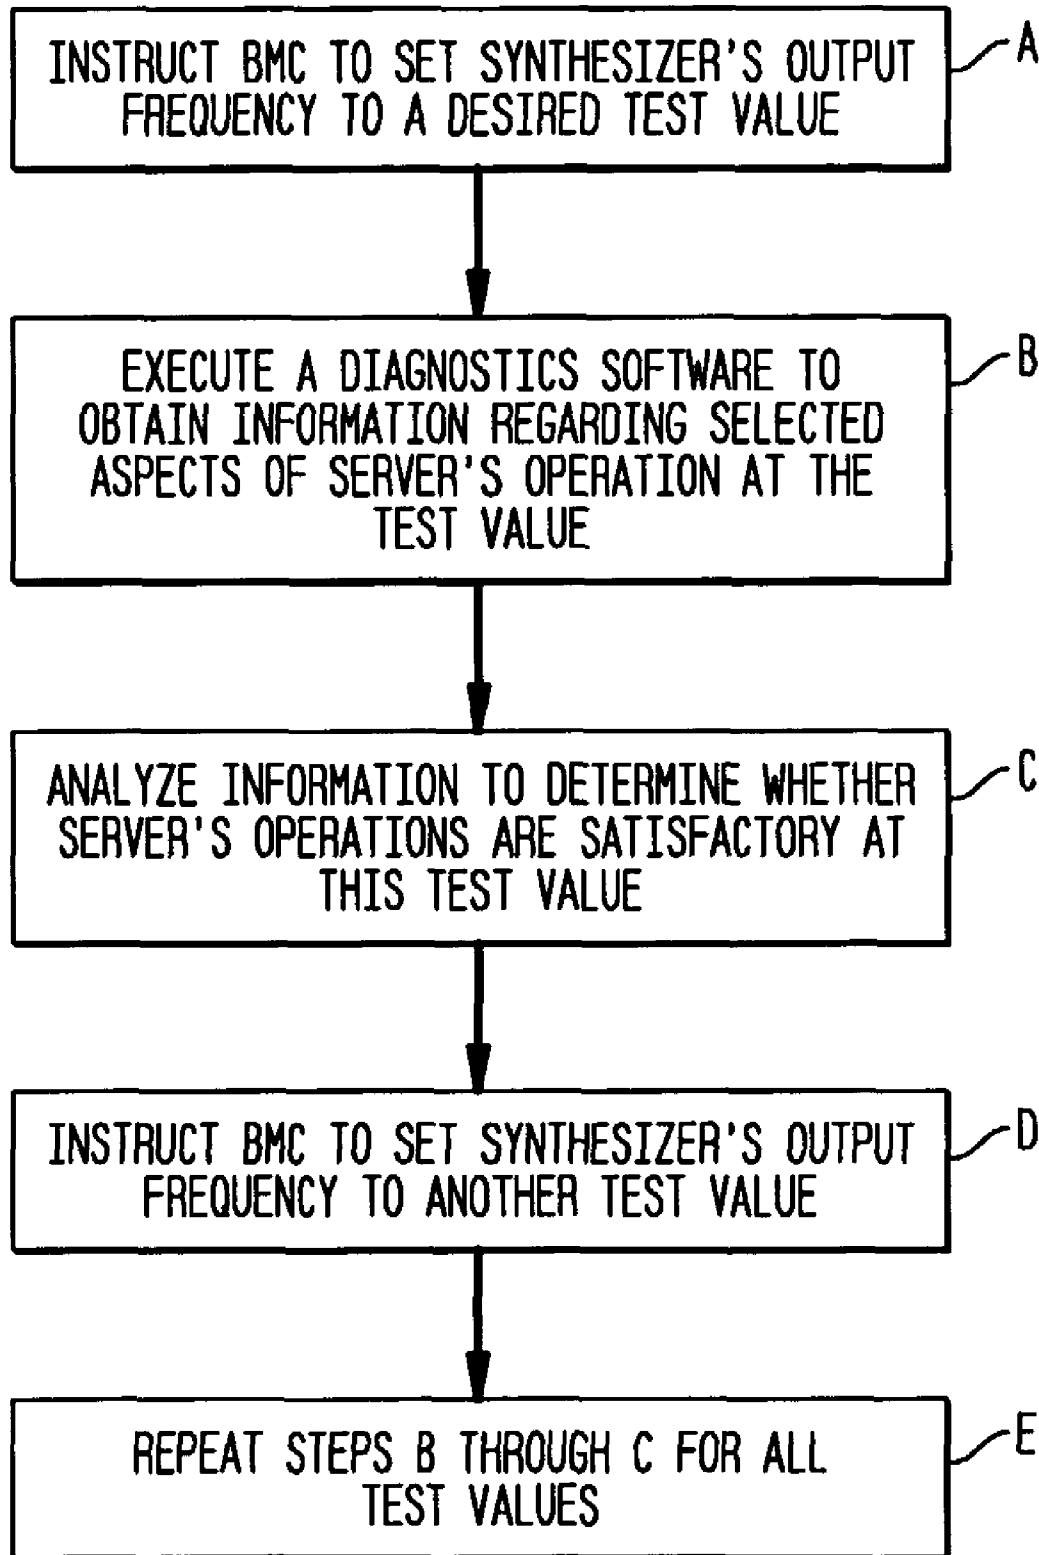 INSTRUCT BMC TO SET SYNTHESIZER'S OUTPUT
FREQUENCY TO A DESIRED TEST VALUE
A
EXECUTE A DIAGNOSTICS SOFTWARE TO
OBTAIN INFORMATION REGARDING SELECTED
ASPECTS OF SERVER'S OPERATION AT THE
TEST VALUE
B
ANALYZE INFORMATION TO DETERMINE WHETHER
SERVER'S OPERATIONS ARE SATISFACTORY AT
THIS TEST VALUE
C
INSTRUCT BMC TO SET SYNTHESIZER'S OUTPUT
FREQUENCY TO ANOTHER TEST VALUE
D
REPEAT STEPS B THROUGH C FOR ALL
TEST VALUES
E